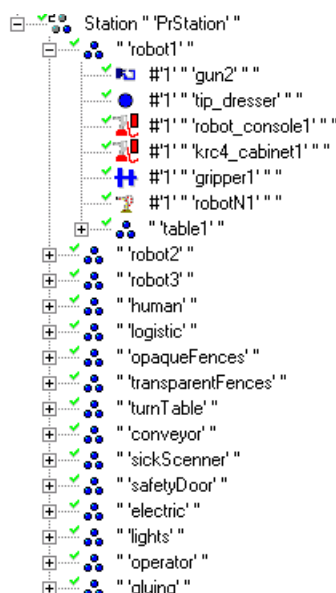 Station " 'PrStation' "
" 'robot1' "
#'1' " " 'gun2' " "
#'1' " " 'tip_dresser' " " "
#'1' " " 'robot_console1' " " "
#'1' " " 'krc4_cabinet1' " " "
#'1' " " 'gripper1' " " "
#'1' " " 'robotN1' " " "
" 'table1' "
" 'robot2' "
" 'robot3' "
" 'human' "
" 'logistic' "
" 'opaqueFences' "
" 'transparentFences' "
" 'turnTable' "
" 'conveyor' "
" 'sickScenner' "
" 'safetyDoor' "
" 'electric' "
" 'lights' "
" 'operator' "
" 'gluing' "